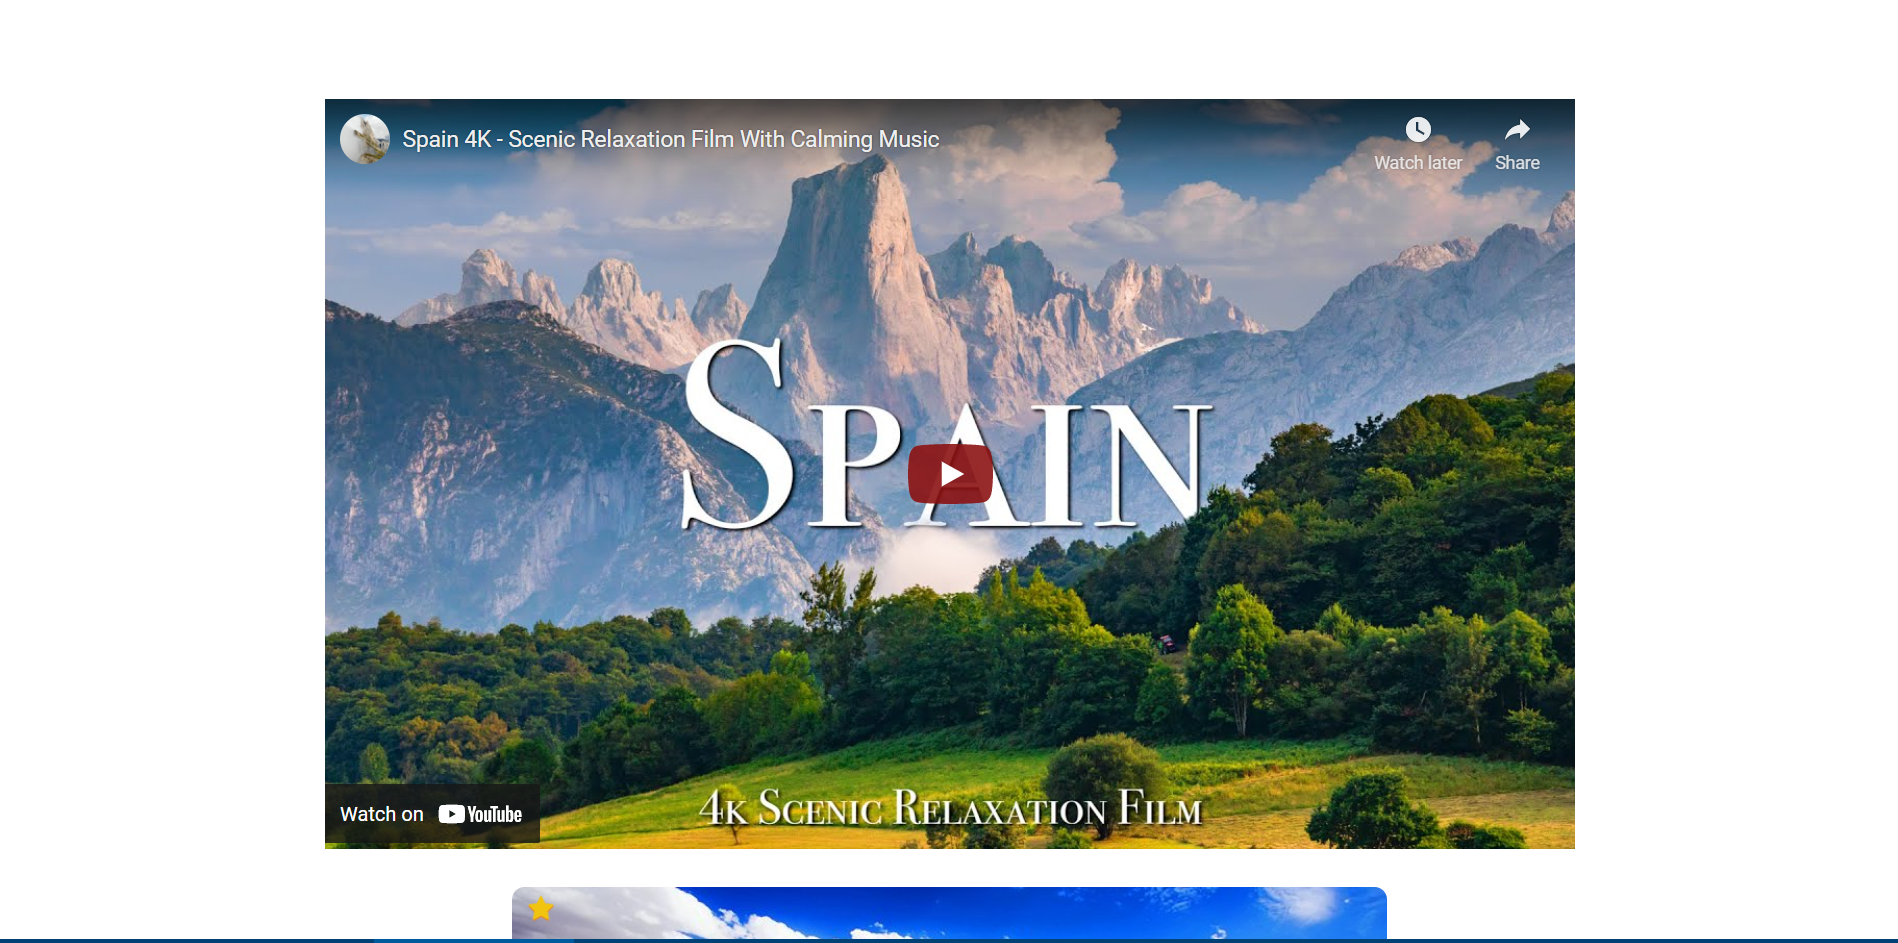 Spain 4K - Scenic Relaxation Film With Calming Music
Watch later
Share
SPAIN
4K SCENIC RELAXATION FILM
Watch on YouTube